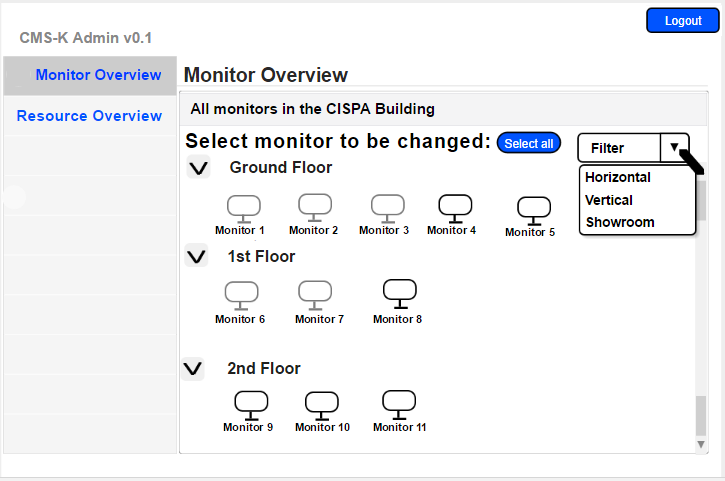 Logout
CMS-K Admin v0.1
Monitor Overview
Resource Overview
Monitor Overview
All monitors in the CISPA Building
Select monitor to be changed: Select all
Filter ▼
Horizontal
Vertical
Showroom
V Ground Floor
Monitor 1 Monitor 2 Monitor 3 Monitor 4 Monitor 5
V 1st Floor
Monitor 6 Monitor 7 Monitor 8
V 2nd Floor
Monitor 9 Monitor 10 Monitor 11